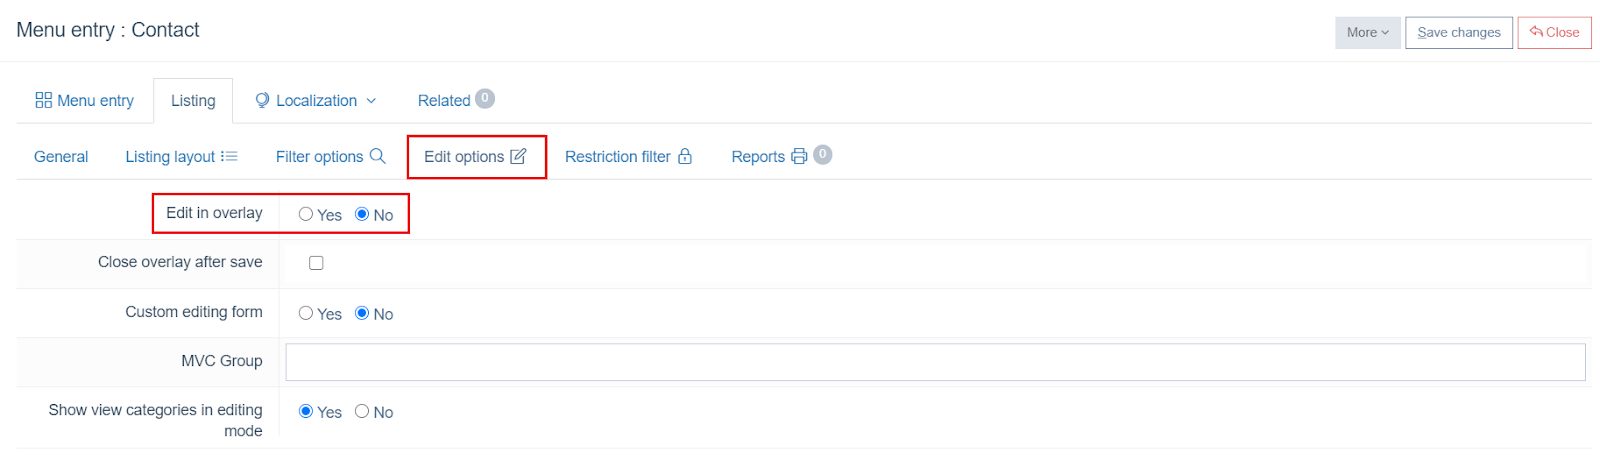 Menu entry : Contact
More Save changes Close
Menu entry Listing Localization Related 0
General Listing layout Filter options Edit options Restriction filter Reports 0
Edit in overlay Yes No
Close overlay after save
Custom editing form Yes No
MVC Group
Show view categories in editing Yes No
mode